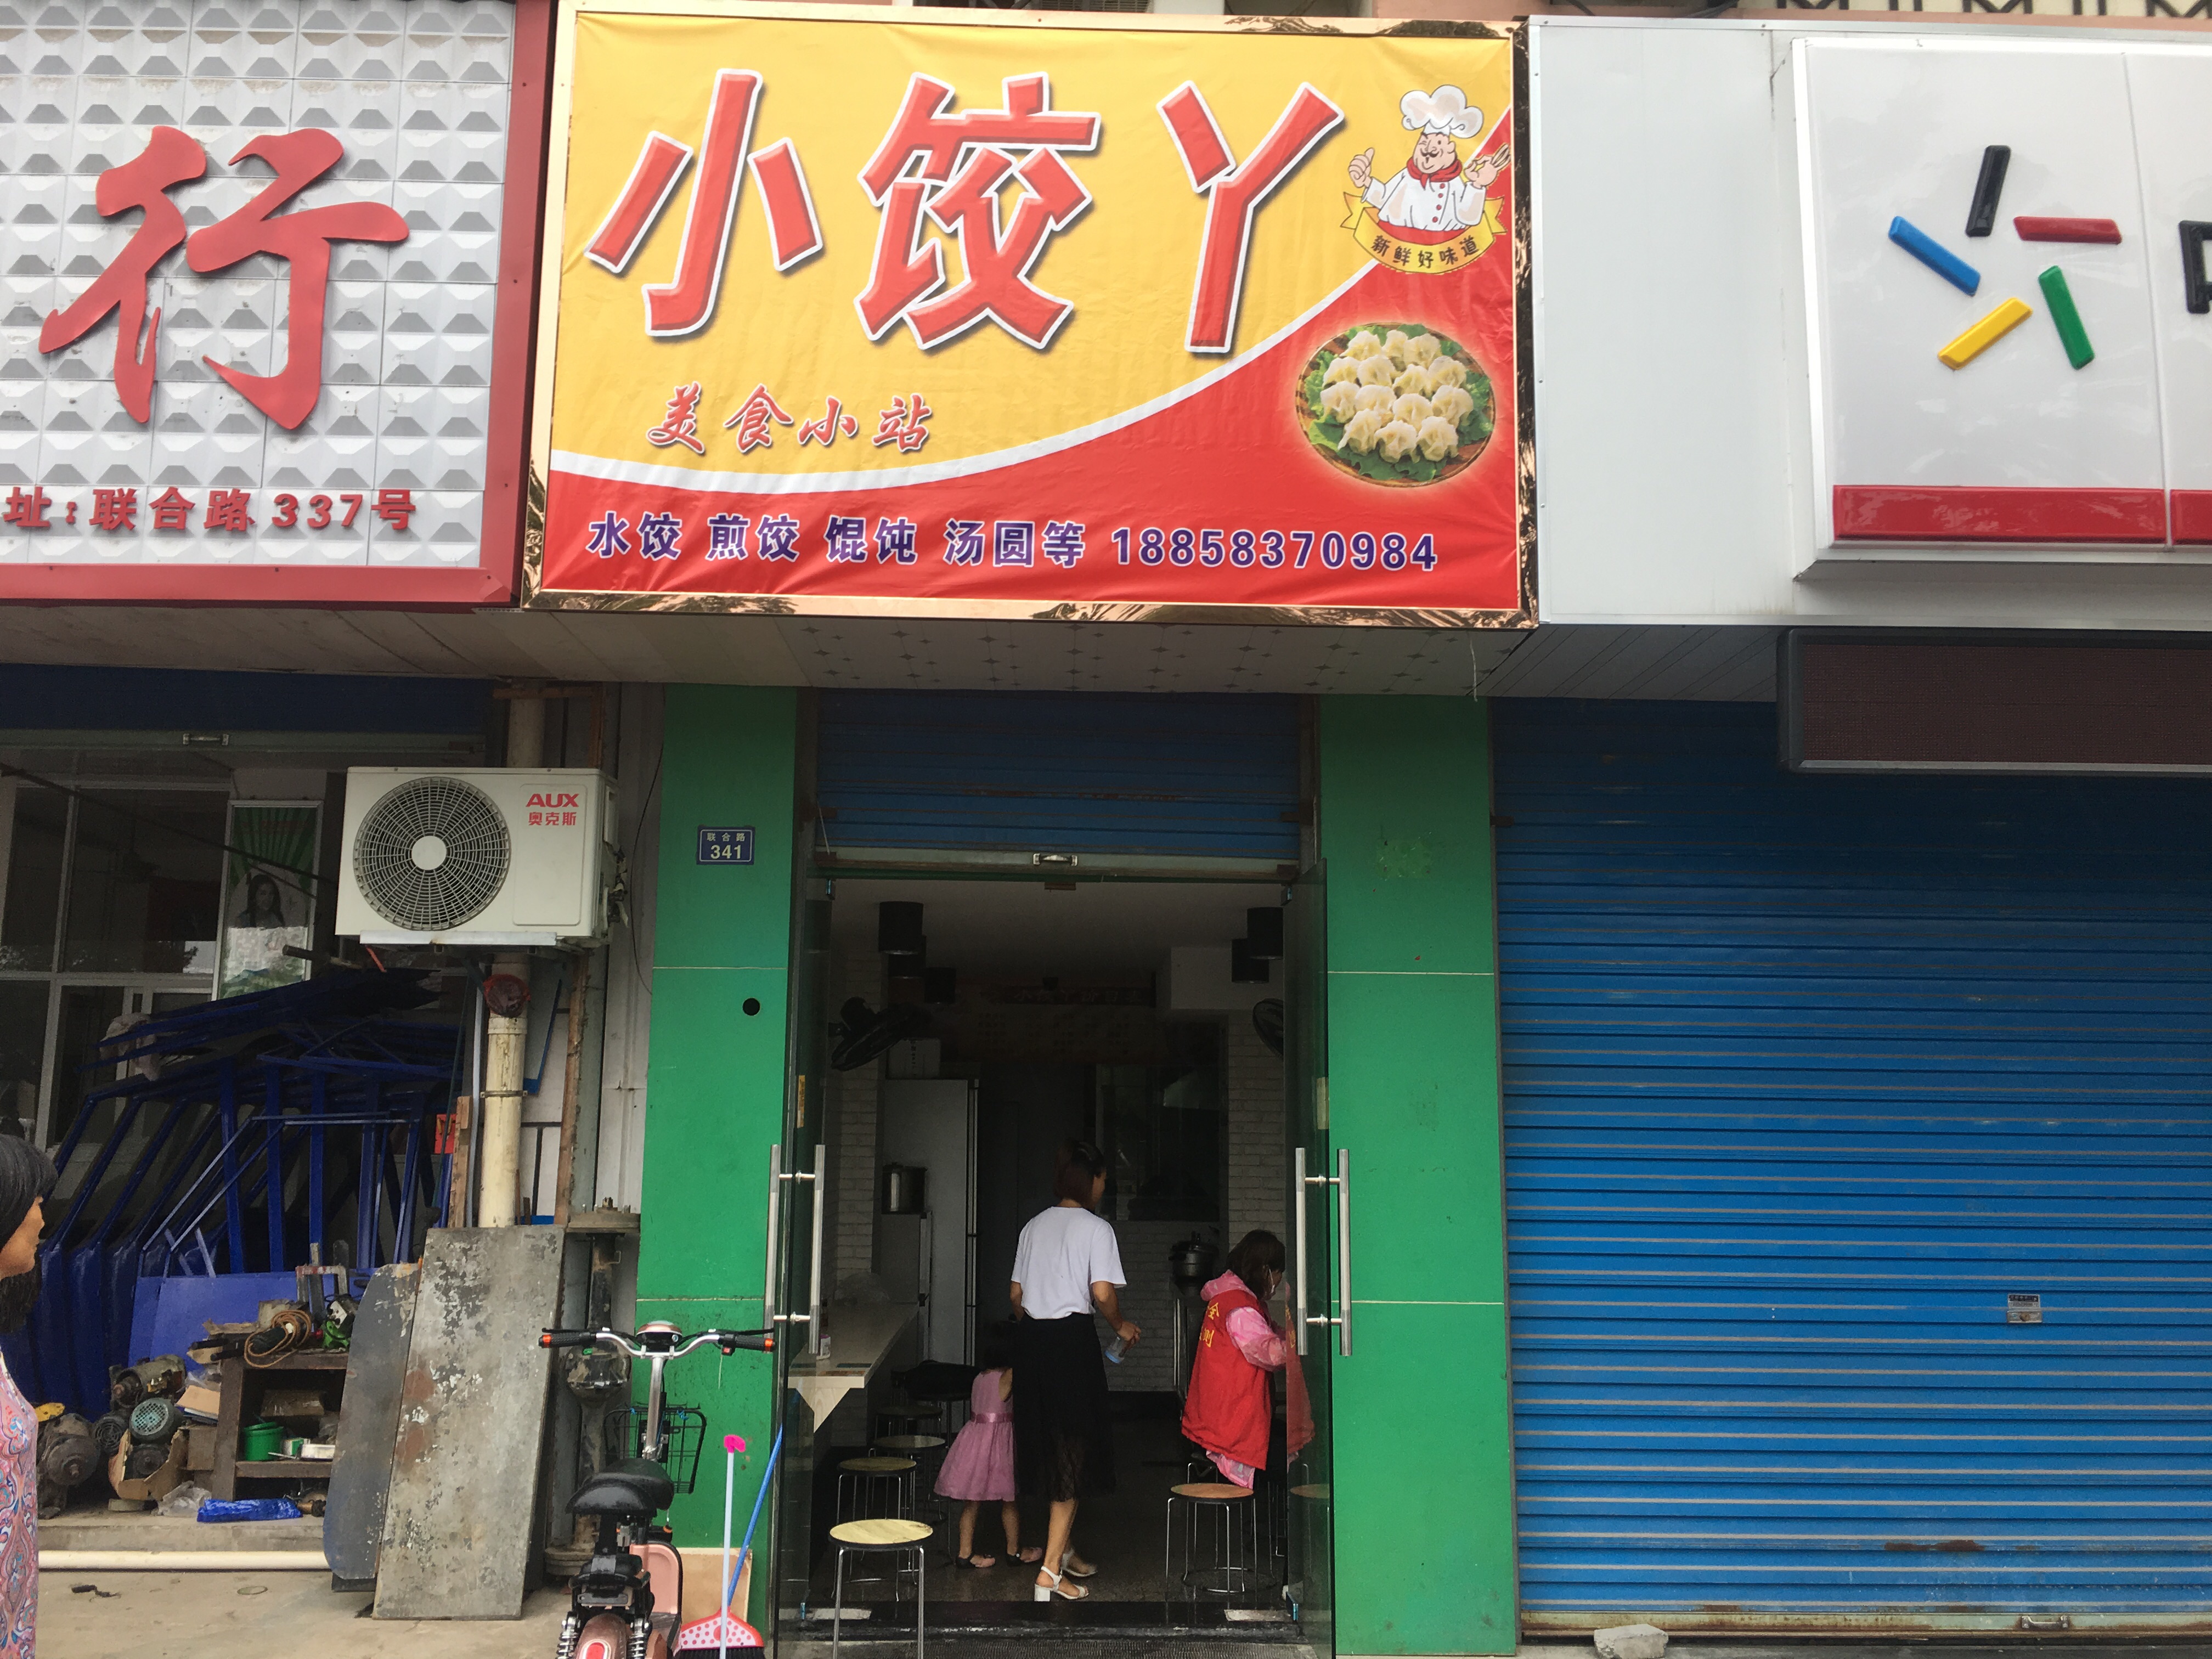 行
址:联合路337号
小饺丫
新鲜好味道
美食小站
水饺 煎饺 馄饨 汤圆等 18858370984
AUX
奥克斯
联合路
341